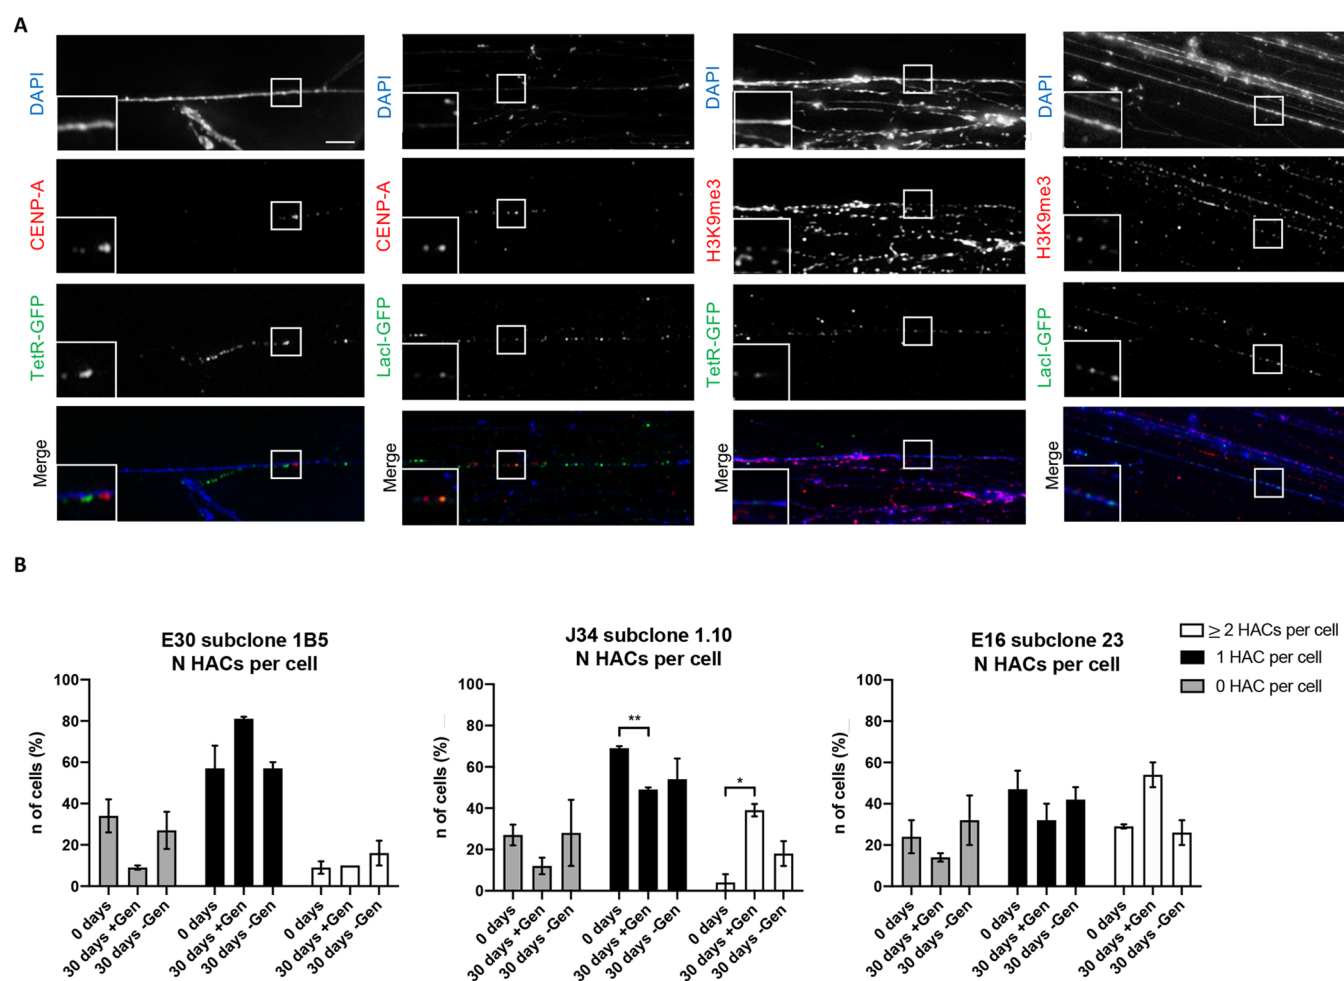 A
DAPI
DAPI
DAPI
DAPI
CENP-A
CENP-A
H3K9me3
H3K9me3
TetR-GFP
LacI-GFP
TetR-GFP
LacI-GFP
Merge
Merge
Merge
Merge
B
E30 subclone 1B5
N HACs per cell
n of cells (%)
100
80
60
40
20
0
0 days
30 days +Gen
30 days -Gen
0 days
30 days +Gen
30 days -Gen
0 days
30 days +Gen
30 days -Gen
J34 subclone 1.10
N HACs per cell
n of cells (%)
100
80
60
40
20
0
**
*
0 days
30 days +Gen
30 days -Gen
0 days
30 days +Gen
30 days -Gen
0 days
30 days +Gen
30 days -Gen
E16 subclone 23
N HACs per cell
n of cells (%)
100
80
60
40
20
0
0 days
30 days +Gen
30 days -Gen
0 days
30 days +Gen
30 days -Gen
0 days
30 days +Gen
30 days -Gen
≥ 2 HACs per cell
1 HAC per cell
0 HAC per cell